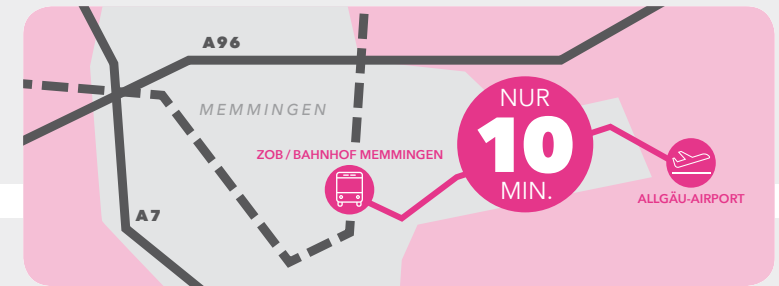 A96
MEMMINGEN
NUR
10
MIN.
ZOB / BAHNHOF MEMMINGEN
ALLGÄU-AIRPORT
A7